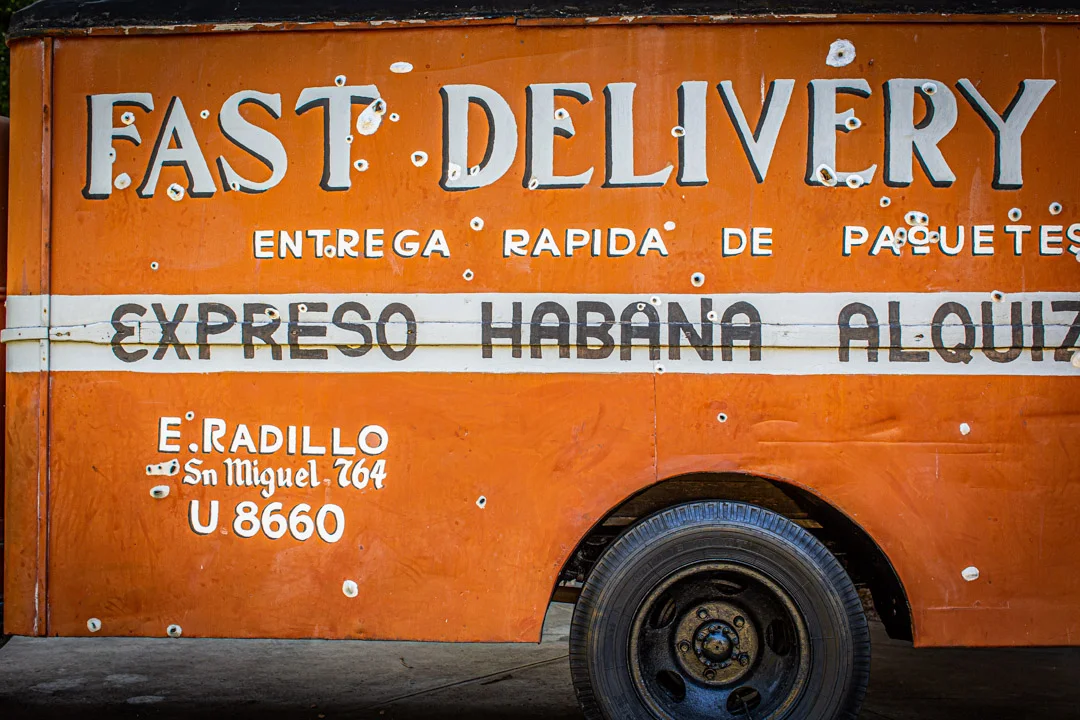 FAST DELIVERY
ENTREGA RAPIDA DE PAQUETES
EXPRESO HABANA ALQUIZ
E. RADILLO
Sn Miguel 764
U 8660